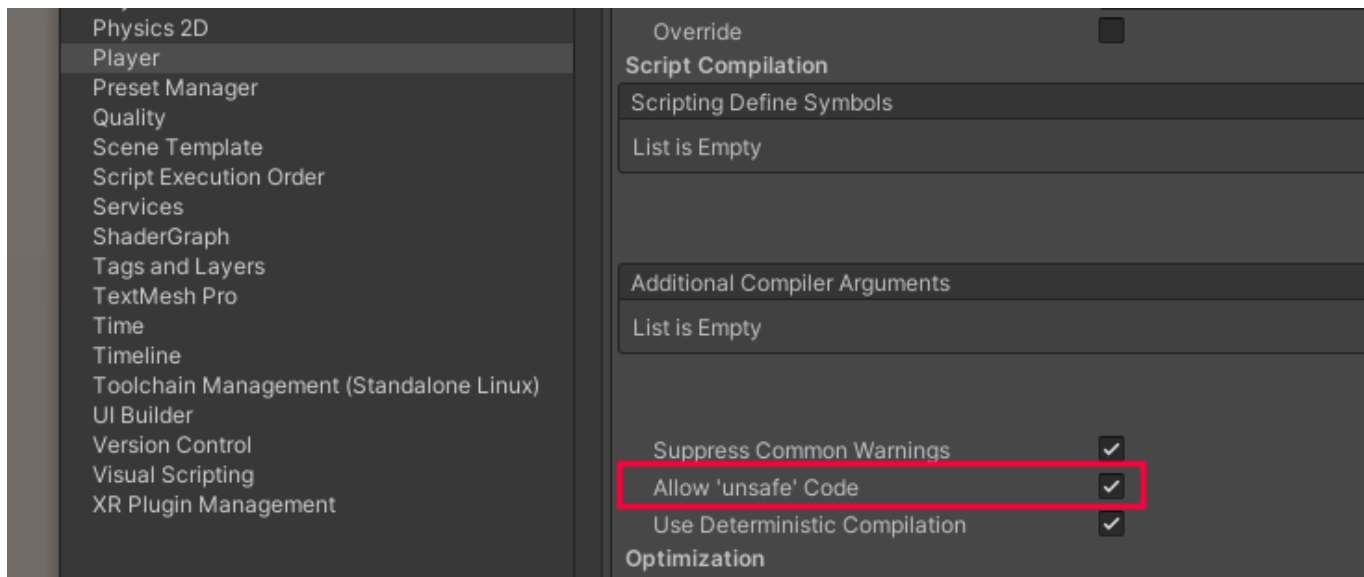 Physics 2D
Player
Preset Manager
Quality
Scene Template
Script Execution Order
Services
ShaderGraph
Tags and Layers
TextMesh Pro
Time
Timeline
Toolchain Management (Standalone Linux)
UI Builder
Version Control
Visual Scripting
XR Plugin Management
Override
Script Compilation
Scripting Define Symbols
List is Empty
Additional Compiler Arguments
List is Empty
Suppress Common Warnings
Allow 'unsafe' Code
Use Deterministic Compilation
Optimization